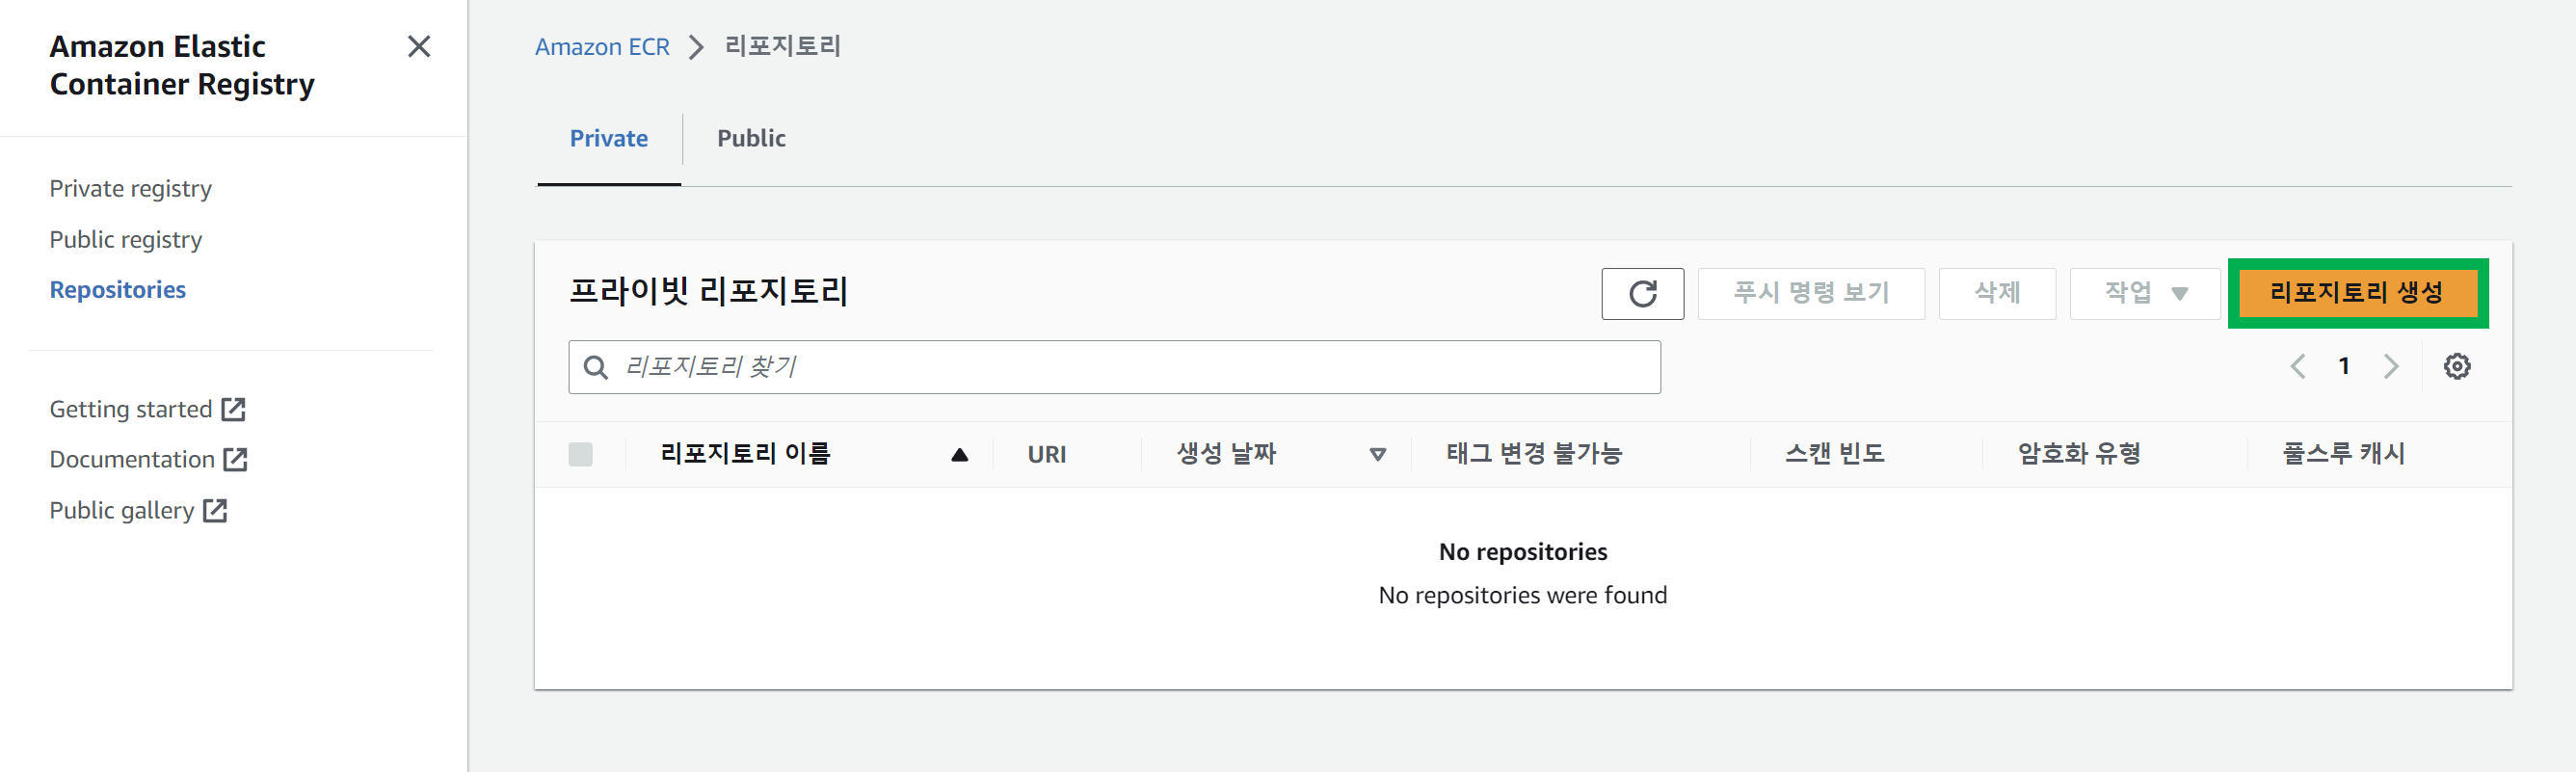 Amazon Elastic
Container Registry
Private registry
Public registry
Repositories
Getting started
Documentation
Public gallery
Amazon ECR
리포지토리
Private
Public
프라이빗 리포지토리
푸시 명령 보기
삭제
작업
리포지토리 생성
리포지토리 찾기
1
리포지토리 이름
URI
생성 날짜
태그 변경 불가능
스캔 빈도
암호화 유형
풀스루 캐시
No repositories
No repositories were found